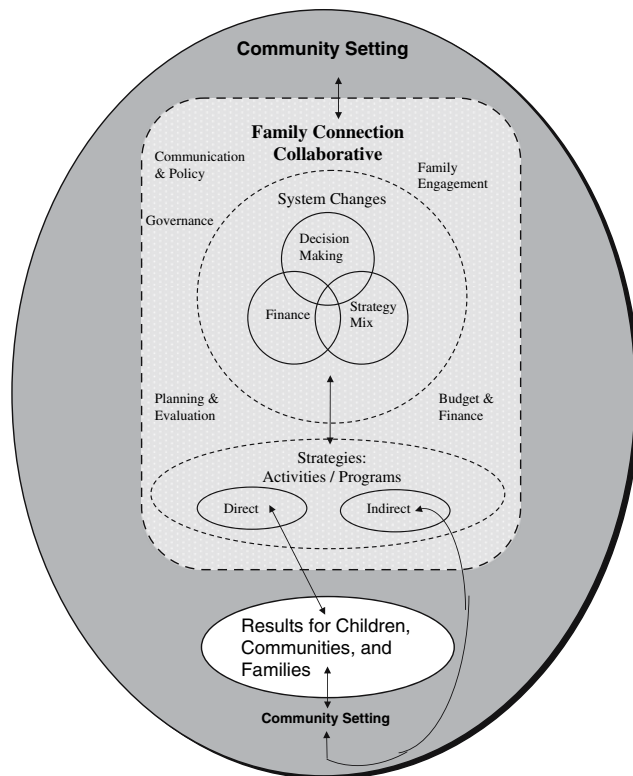 Community Setting
Family Connection
Collaborative
Communication
& Policy
Family
Engagement
Governance
System Changes
Decision
Making
Finance
Strategy
Mix
Planning &
Evaluation
Budget &
Finance
Strategies:
Activities / Programs
Direct
Indirect
Results for Children,
Communities, and
Families
Community Setting